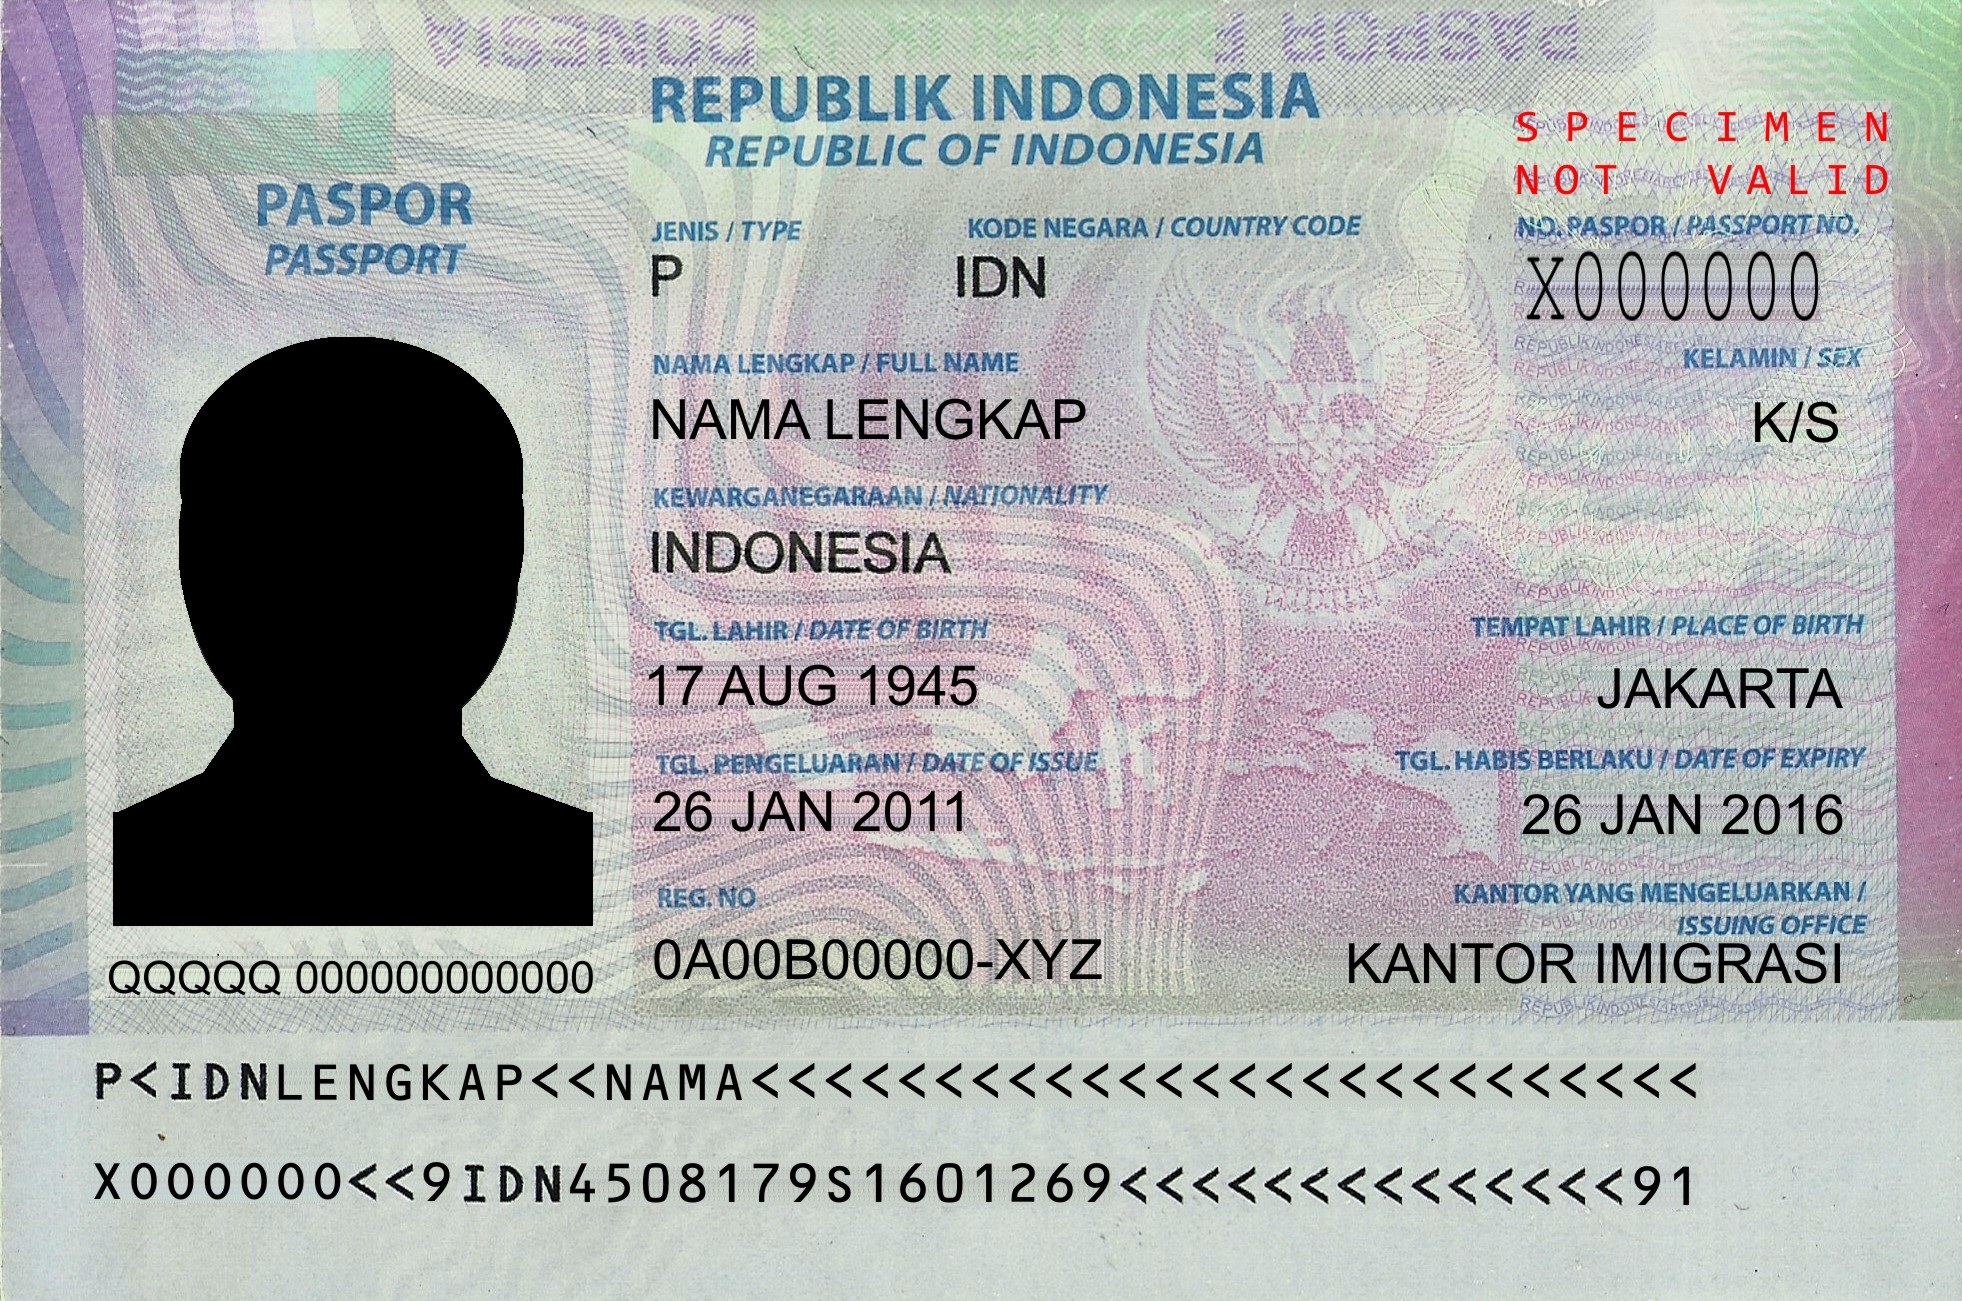 PASPOR REPUBLIK INDONESIA
REPUBLIK INDONESIA
REPUBLIC OF INDONESIA
SPECIMEN
NOT VALID
PASPOR
PASSPORT
JENIS / TYPE
P
KODE NEGARA / COUNTRY CODE
IDN
NO. PASPOR / PASSPORT NO.
X000000
NAMA LENGKAP / FULL NAME
NAMA LENGKAP
KELAMIN / SEX
K/S
KEWARGANEGARAAN / NATIONALITY
INDONESIA
TGL. LAHIR / DATE OF BIRTH
17 AUG 1945
TEMPAT LAHIR / PLACE OF BIRTH
JAKARTA
TGL. PENGELUARAN / DATE OF ISSUE
26 JAN 2011
TGL. HABIS BERLAKU / DATE OF EXPIRY
26 JAN 2016
REG. NO
0A00B00000-XYZ
KANTOR YANG MENGELUARKAN /
ISSUING OFFICE
KANTOR IMIGRASI
QQQQQ 000000000000
P<IDNLENGKAP<<NAMA<<<<<<<<<<<<<<<<<<<<<<<<<<
X000000<<9IDN4508179S1601269<<<<<<<<<<<<<<91